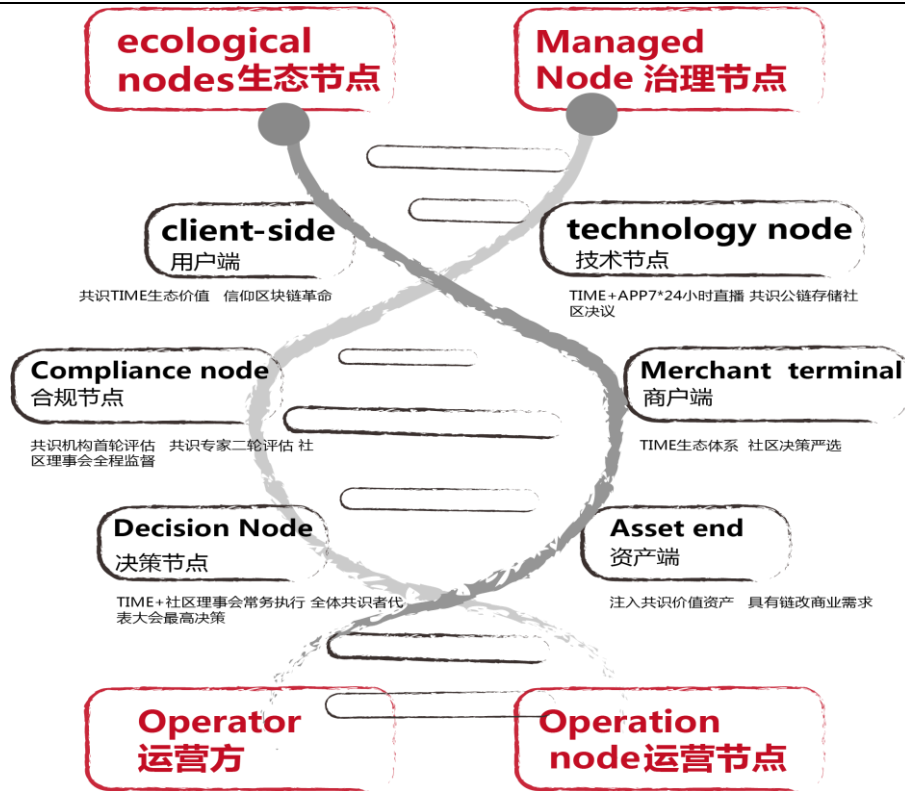 ecological
nodes生态节点
Managed
Node 治理节点
client-side
用户端
共识TIME生态价值 信仰区块链革命
technology node
技术节点
TIME+APP7*24小时直播 共识公链存储社
区决议
Compliance node
合规节点
共识机构首轮评估 共识专家二轮评估 社
区理事会全程监督
Merchant terminal
商户端
TIME生态体系 社区决策严选
Decision Node
决策节点
TIME+社区理事会常务执行 全体共识者代
表大会最高决策
Asset end
资产端
注入共识价值资产 具有链改商业需求
Operator
运营方
Operation
node运营节点